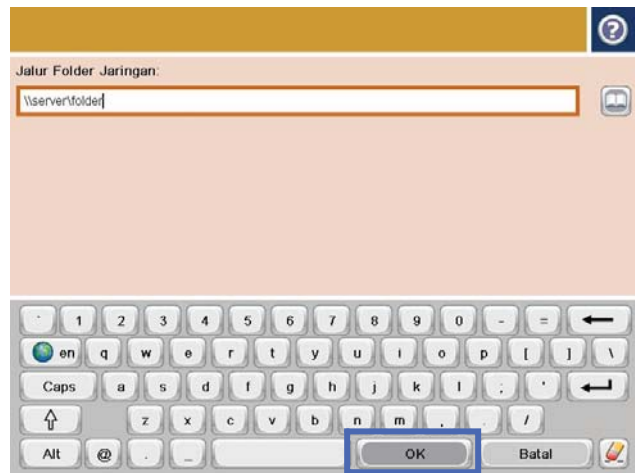 ?
Jalur Folder Jaringan:
\\server\folder
` 1 2 3 4 5 6 7 8 9 0 - =
en q w e r t y u i o p [ ] \
Caps a s d f g h j k l ; '
z x c v b n m , . /
Alt @ . _ OK Batal